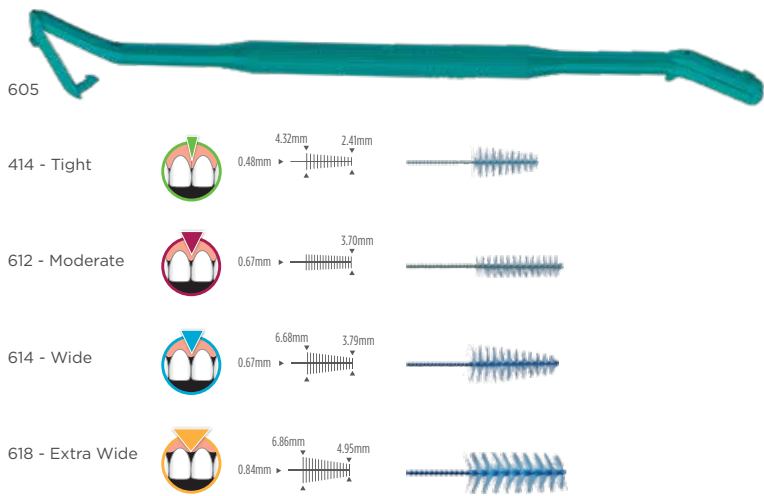 605
414 - Tight
4.32mm 2.41mm
0.48mm
612 - Moderate
3.70mm
0.67mm
614 - Wide
6.68mm 3.79mm
0.67mm
618 - Extra Wide
6.86mm 4.95mm
0.84mm